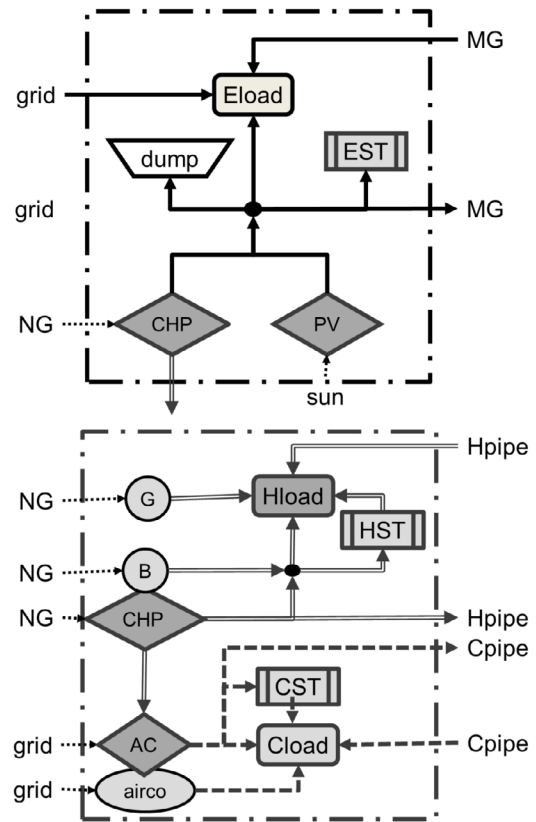 MG
grid
Eload
dump
EST
grid
MG
NG
CHP
PV
sun
Hpipe
NG
G
Hload
HST
NG
B
NG
CHP
Hpipe
Cpipe
CST
grid
AC
Cload
Cpipe
grid
airco